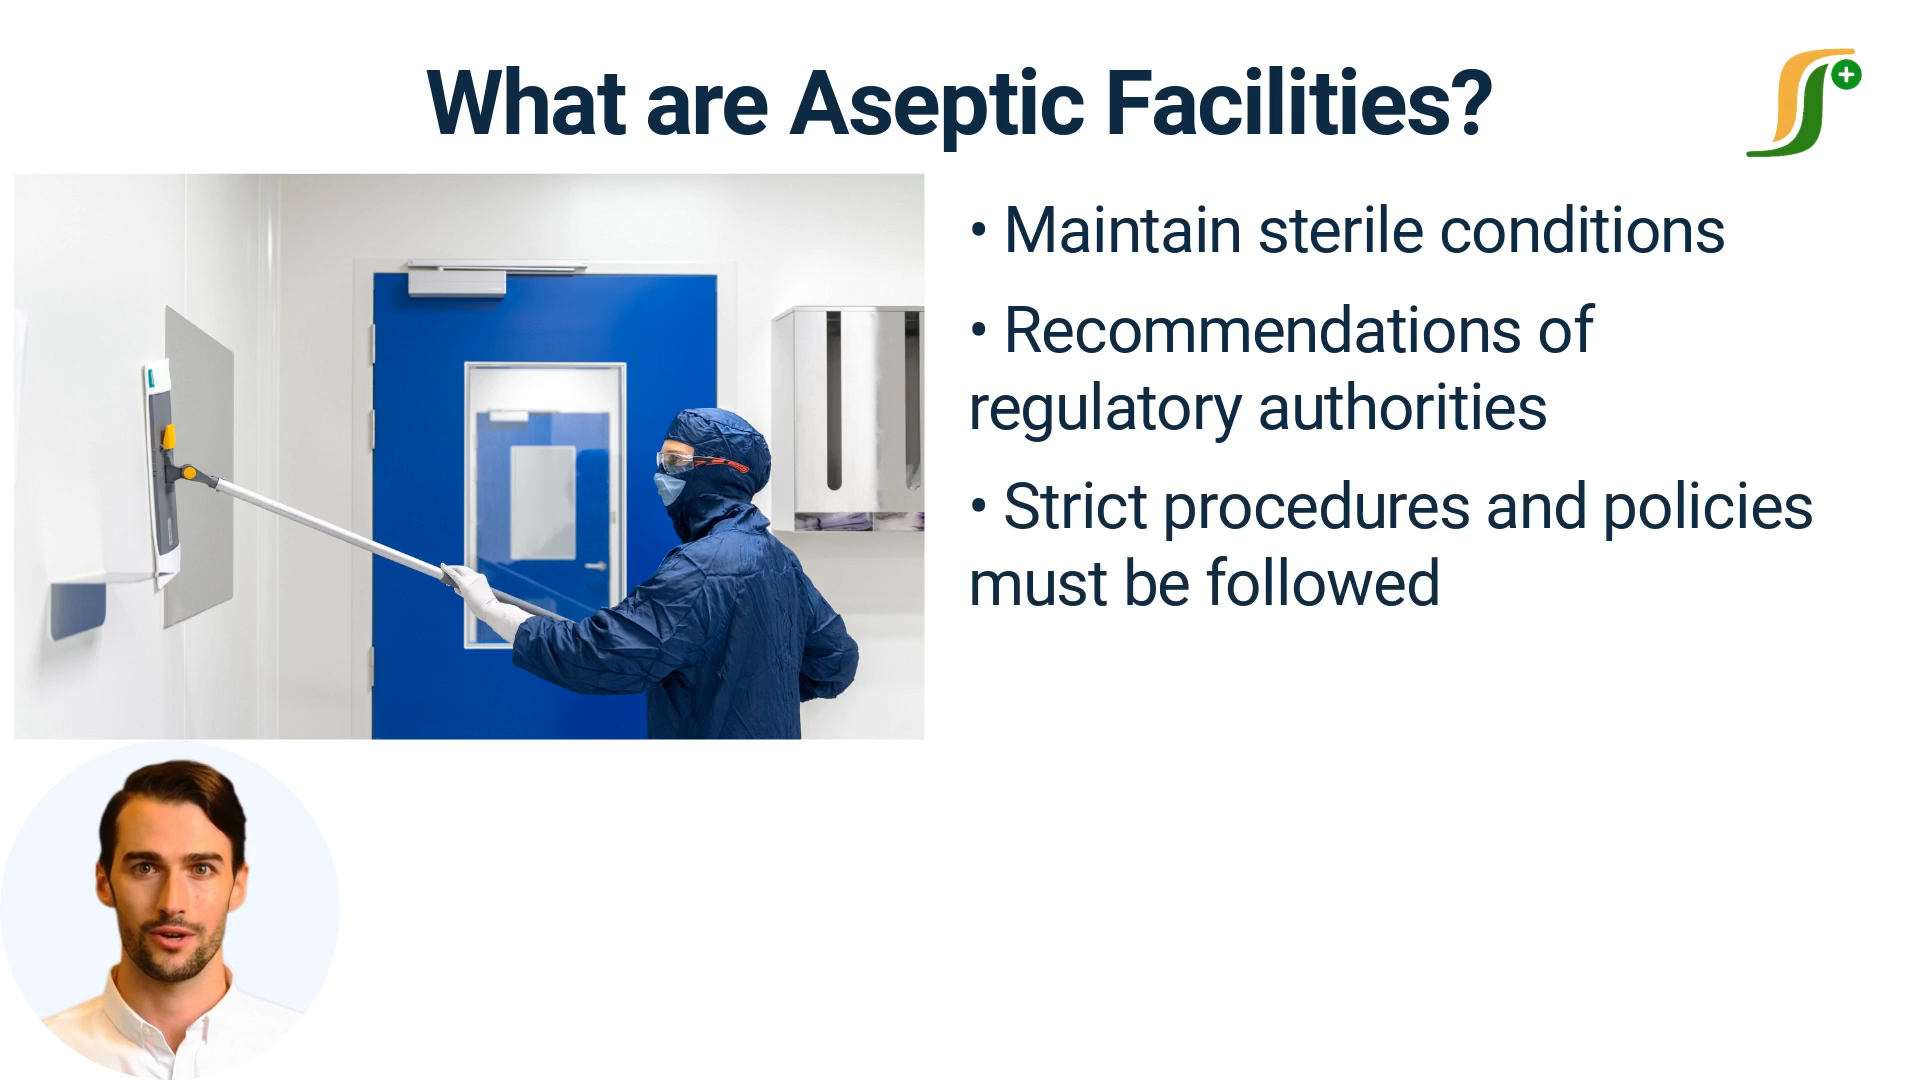 What are Aseptic Facilities?
• Maintain sterile conditions
• Recommendations of
regulatory authorities
• Strict procedures and policies
must be followed